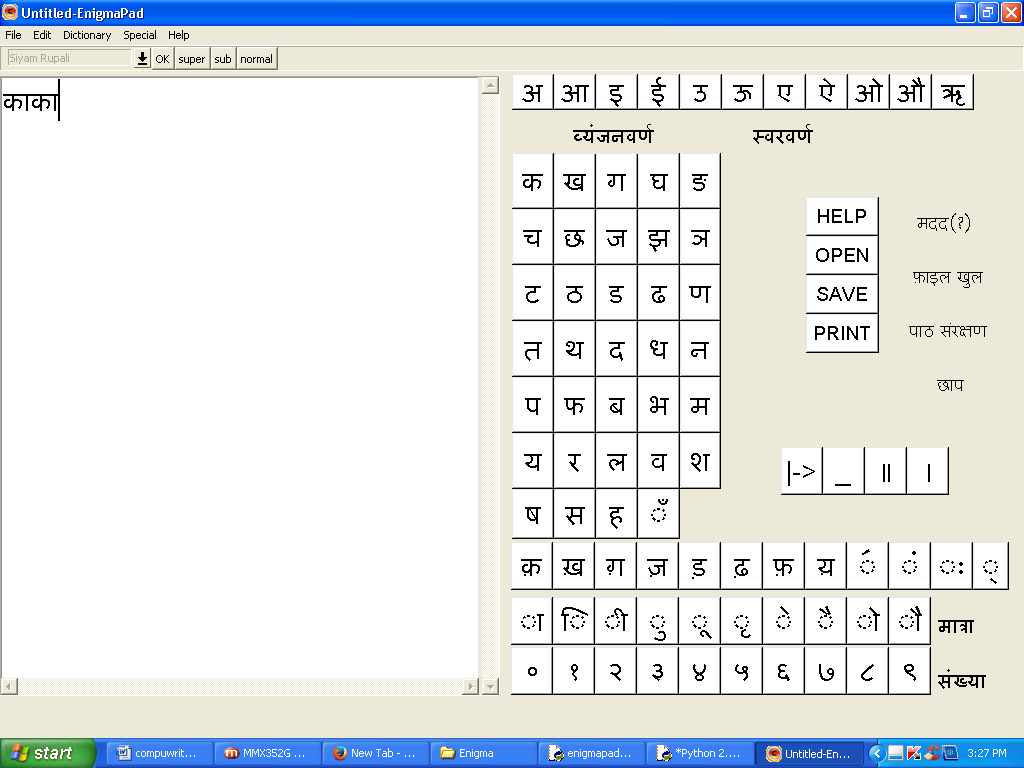 Untitled-EnigmaPad
File Edit Dictionary Special Help
Siyam Rupali OK super sub normal
काका
अ आ इ ई उ ऊ ए ऐ ओ औ ऋ
व्यंजनवर्ण स्वरवर्ण
क ख ग घ ङ
च छ ज झ ञ
ट ठ ड ढ ण
त थ द ध न
प फ ब भ म
य र ल व श
ष स ह ँ
HELP मदद(?)
OPEN फ़ाइल खुल
SAVE पाठ संरक्षण
PRINT छाप
|-> _ || |
क़ ख़ ग़ ज़ ड़ ढ़ फ़ य़ ॑ ं ः ्
ा ि ी ु ू ृ े ै ो ौ मात्रा
० १ २ ३ ४ ५ ६ ७ ८ ९ संख्या
start compuwrit... MMX352G ... New Tab - ... Enigma enigmapad... *Python 2.... Untitled-En... 3:27 PM